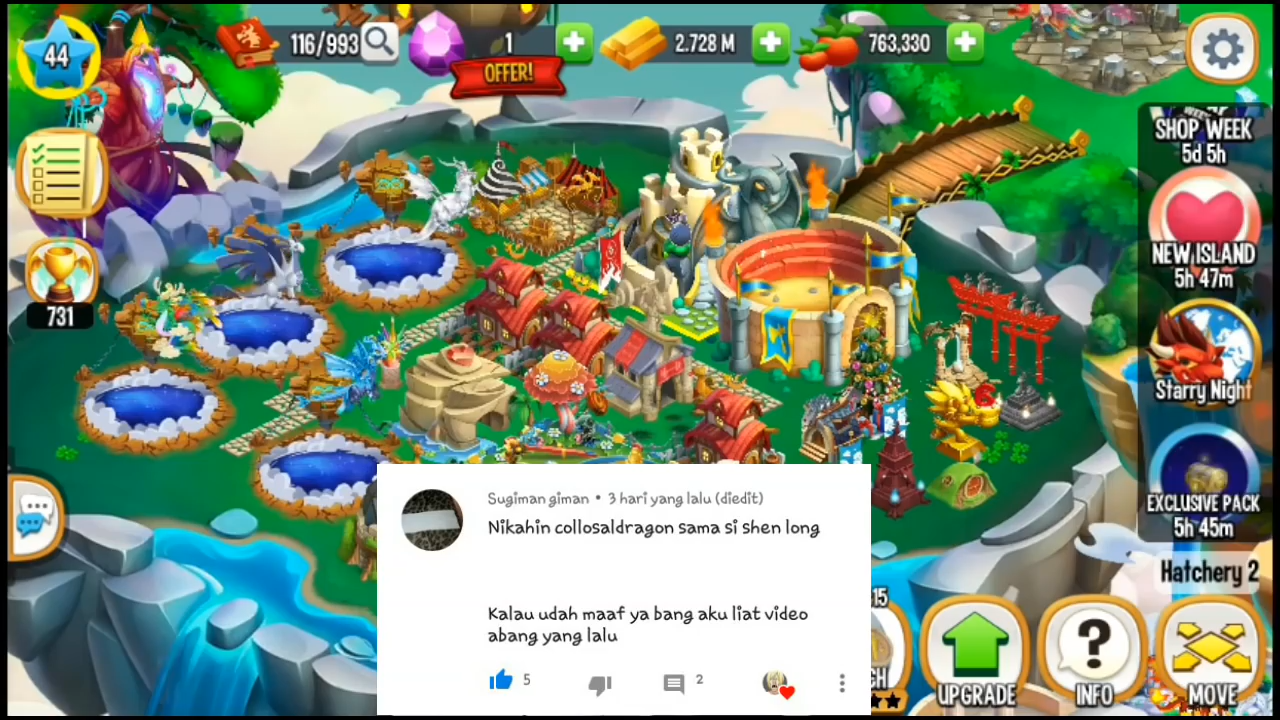 44
116/993
1
OFFER!
2.728 M
763,330
SHOP WEEK
5d 5h
NEW ISLAND
5h 47m
731
Starry Night
EXCLUSIVE PACK
5h 45m
Sugiman giman • 3 hari yang lalu (diedit)
Nikahin collosaldragon sama si shen long
Kalau udah maaf ya bang aku liat video
abang yang lalu
5
2
Hatchery 2
:15
UPGRADE
INFO
MOVE